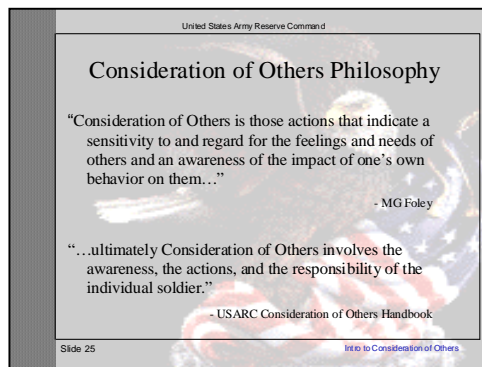 United States Army Reserve Command
Consideration of Others Philosophy
“Consideration of Others is those actions that indicate a
sensitivity to and regard for the feelings and needs of
others and an awareness of the impact of one’s own
behavior on them…”
- MG Foley
“…ultimately Consideration of Others involves the
awareness, the actions, and the responsibility of the
individual soldier.”
- USARC Consideration of Others Handbook
Slide 25
Intro to Consideration of Others